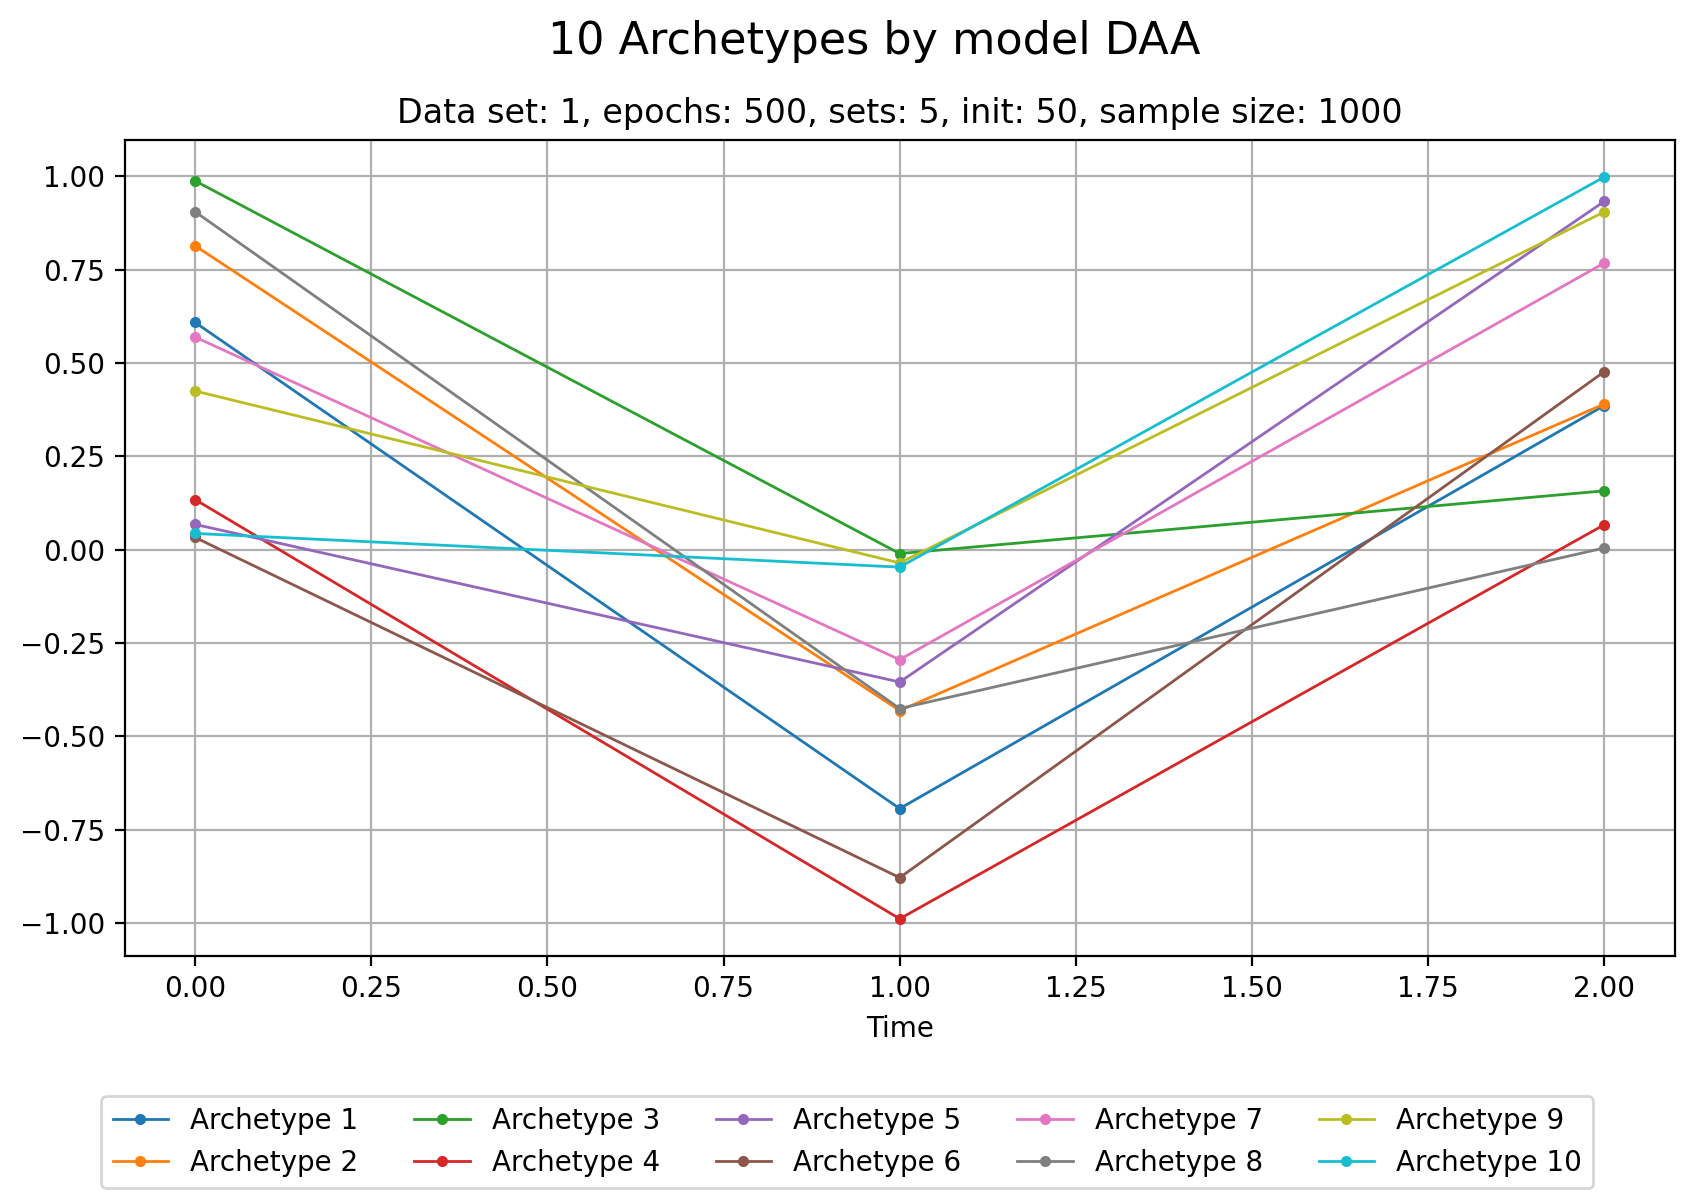 10 Archetypes by model DAA
Data set: 1, epochs: 500, sets: 5, init: 50, sample size: 1000
1.00
0.75
0.50
0.25
0.00
−0.25
−0.50
−0.75
−1.00
0.00 0.25 0.50 0.75 1.00 1.25 1.50 1.75 2.00
Time
Archetype 1 Archetype 3 Archetype 5 Archetype 7 Archetype 9
Archetype 2 Archetype 4 Archetype 6 Archetype 8 Archetype 10